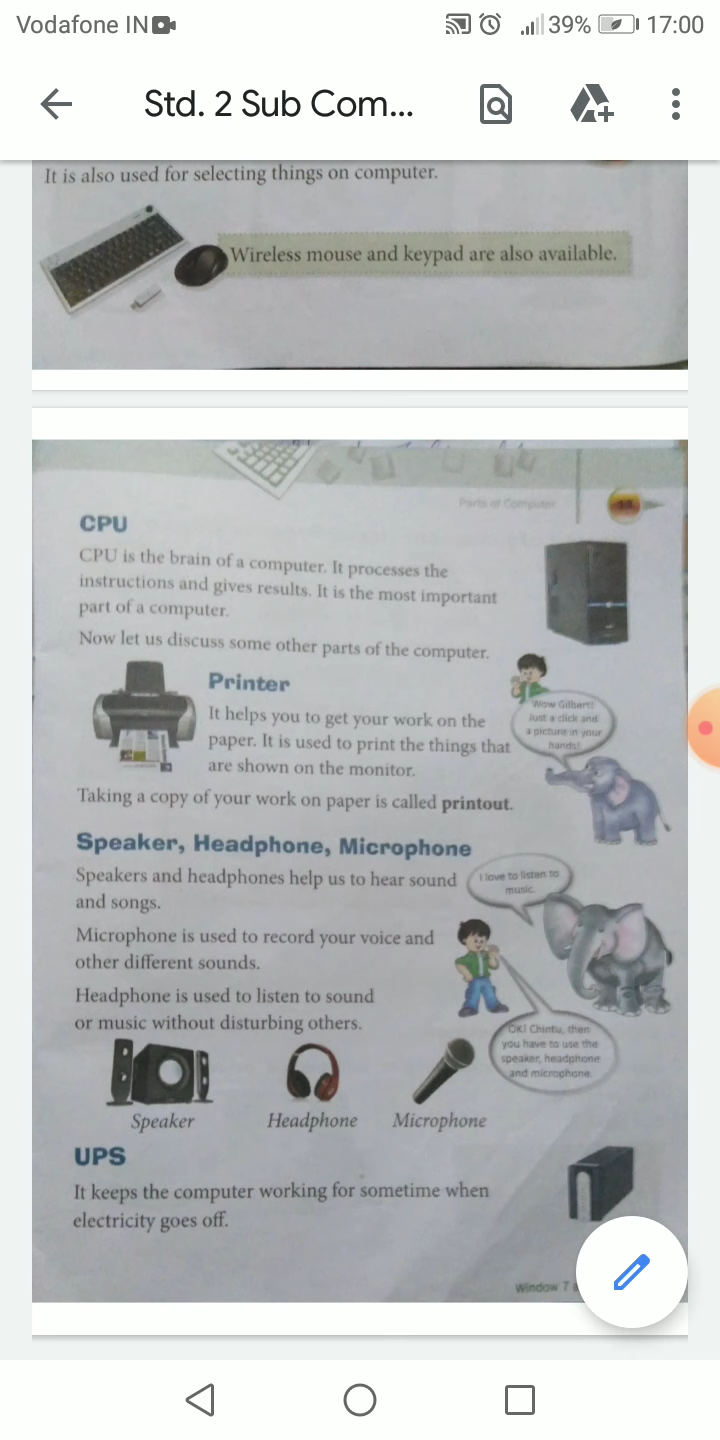 Vodafone IN
39%
17:00
Std. 2 Sub Com...
It is also used for selecting things on computer.
Wireless mouse and keypad are also available.
Parts of Computer
CPU
CPU is the brain of a computer. It processes the
instructions and gives results. It is the most important
part of a computer.
Now let us discuss some other parts of the computer.
Printer
It helps you to get your work on the
paper. It is used to print the things that
are shown on the monitor.
Wow Gilbert!
Just a click and
a picture in your
hands!
Taking a copy of your work on paper is called printout.
Speaker, Headphone, Microphone
Speakers and headphones help us to hear sound
and songs.
I love to listen to
music.
Microphone is used to record your voice and
other different sounds.
Headphone is used to listen to sound
or music without disturbing others.
OK! Chintu, then
you have to use the
speaker, headphone
and microphone.
Speaker
Headphone
Microphone
UPS
It keeps the computer working for sometime when
electricity goes off.
Window 7